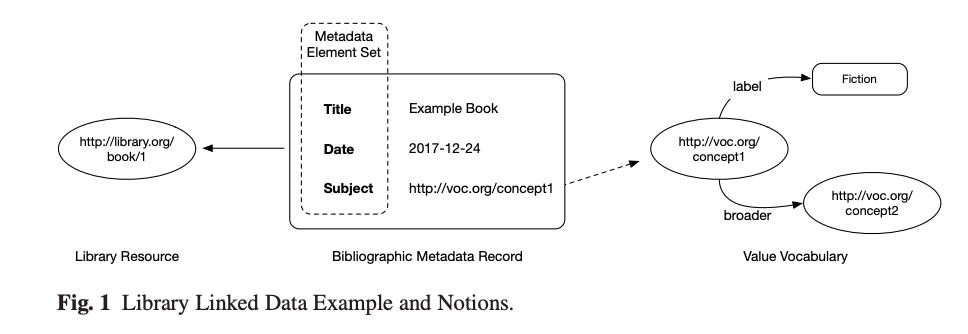 Metadata
Element Set
Title Example Book
Date 2017-12-24
Subject http://voc.org/concept1
http://library.org/
book/1
label
Fiction
http://voc.org/
concept1
broader
http://voc.org/
concept2
Library Resource
Bibliographic Metadata Record
Value Vocabulary
Fig. 1 Library Linked Data Example and Notions.